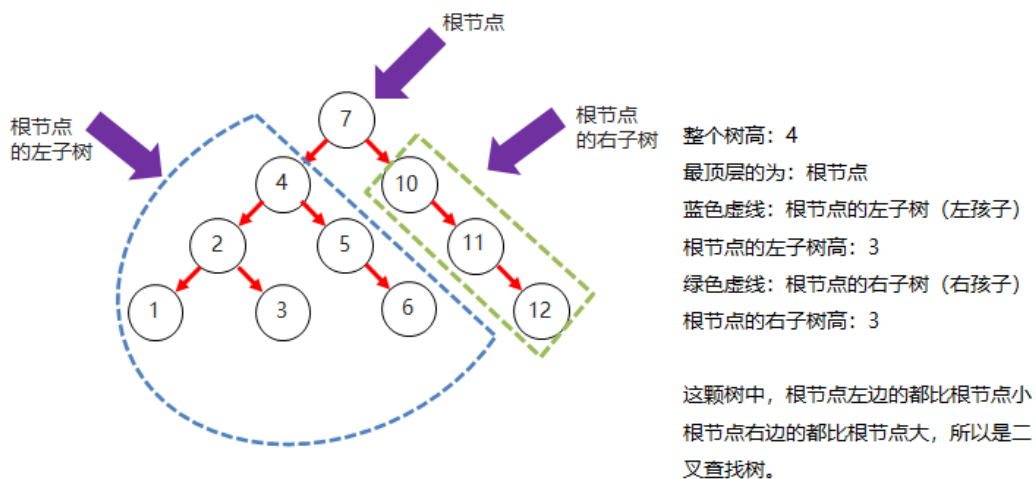 根节点
根节点
的左子树
根节点
的右子树
7
4
10
2
5
11
1
3
6
12
整个树高：4
最顶层的为：根节点
蓝色虚线：根节点的左子树（左孩子）
根节点的左子树高：3
绿色虚线：根节点的右子树（右孩子）
根节点的右子树高：3
这颗树中，根节点左边的都比根节点小
根节点右边的都比根节点大，所以是二
叉查找树。